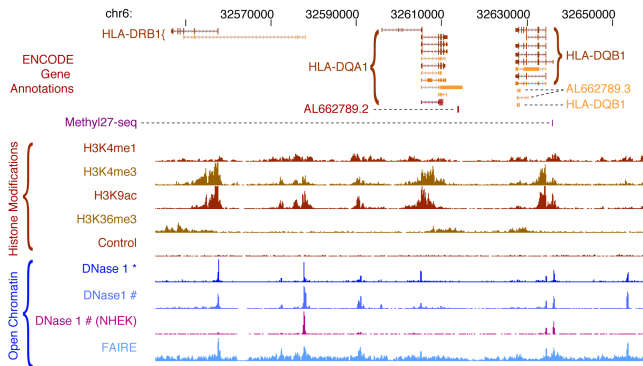 chr6: 32570000 32590000 32610000 32630000 32650000
HLA-DRB1{
ENCODE
Gene
Annotations
HLA-DQA1
HLA-DQB1
AL662789.3
AL662789.2
HLA-DQB1
Methyl27-seq
Histone Modifications
H3K4me1
H3K4me3
H3K9ac
H3K36me3
Control
Open Chromatin
DNase 1 *
DNase1 #
DNase 1 # (NHEK)
FAIRE